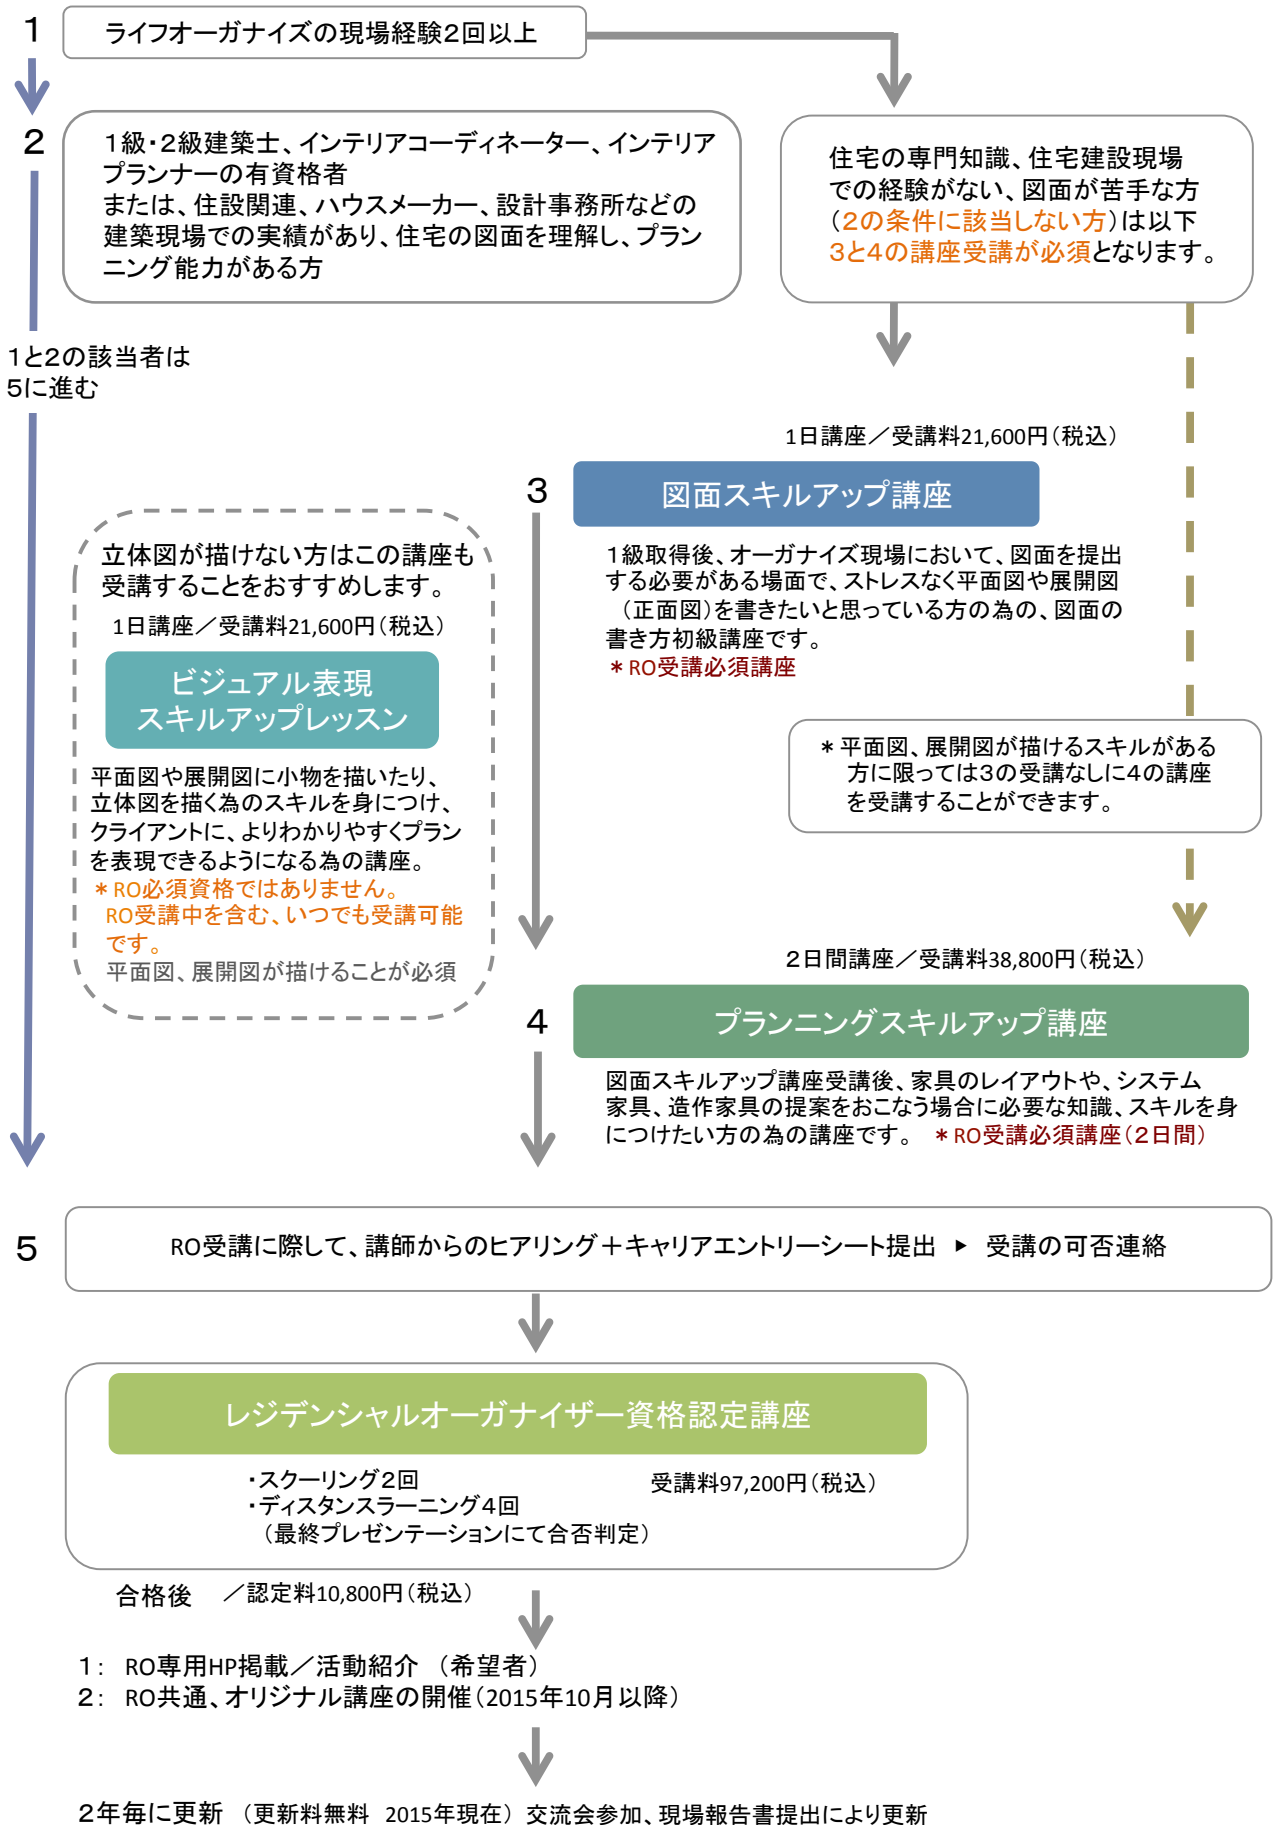 1
ライフオーガナイズの現場経験２回以上
2
１級・２級建築士、インテリアコーディネーター、インテリア
プランナーの有資格者
または、住設関連、ハウスメーカー、設計事務所などの
建築現場での実績があり、住宅の図面を理解し、プラン
ニング能力がある方
住宅の専門知識、住宅建設現場
での経験がない、図面が苦手な方
（２の条件に該当しない方）は以下
３と４の講座受講が必須となります。
１と２の該当者は
５に進む
1日講座／受講料21,600円（税込）
3
図面スキルアップ講座
１級取得後、オーガナイズ現場において、図面を提出
する必要がある場面で、ストレスなく平面図や展開図
（正面図）を書きたいと思っている方の為の、図面の
書き方初級講座です。
＊RO受講必須講座
立体図が描けない方はこの講座も
受講することをおすすめします。
1日講座／受講料21,600円（税込）
ビジュアル表現
スキルアップレッスン
平面図や展開図に小物を描いたり、
立体図を描く為のスキルを身につけ、
クライアントに、よりわかりやすくプラン
を表現できるようになる為の講座。
＊RO必須資格ではありません。
RO受講中を含む、いつでも受講可能
です。
平面図、展開図が描けることが必須
＊平面図、展開図が描けるスキルがある
方に限っては３の受講なしに４の講座
を受講することができます。
２日間講座／受講料38,800円（税込）
4
プランニングスキルアップ講座
図面スキルアップ講座受講後、家具のレイアウトや、システム
家具、造作家具の提案をおこなう場合に必要な知識、スキルを身
につけたい方の為の講座です。　＊RO受講必須講座（２日間）
5
RO受講に際して、講師からのヒアリング＋キャリアエントリーシート提出 ▶ 受講の可否連絡
レジデンシャルオーガナイザー資格認定講座
・スクーリング２回　受講料97,200円（税込）
・ディスタンスラーニング４回
（最終プレゼンテーションにて合否判定）
合格後　／認定料10,800円（税込）
１： RO専用HP掲載／活動紹介 （希望者）
２： RO共通、オリジナル講座の開催（2015年10月以降）
２年毎に更新 （更新料無料 2015年現在） 交流会参加、現場報告書提出により更新